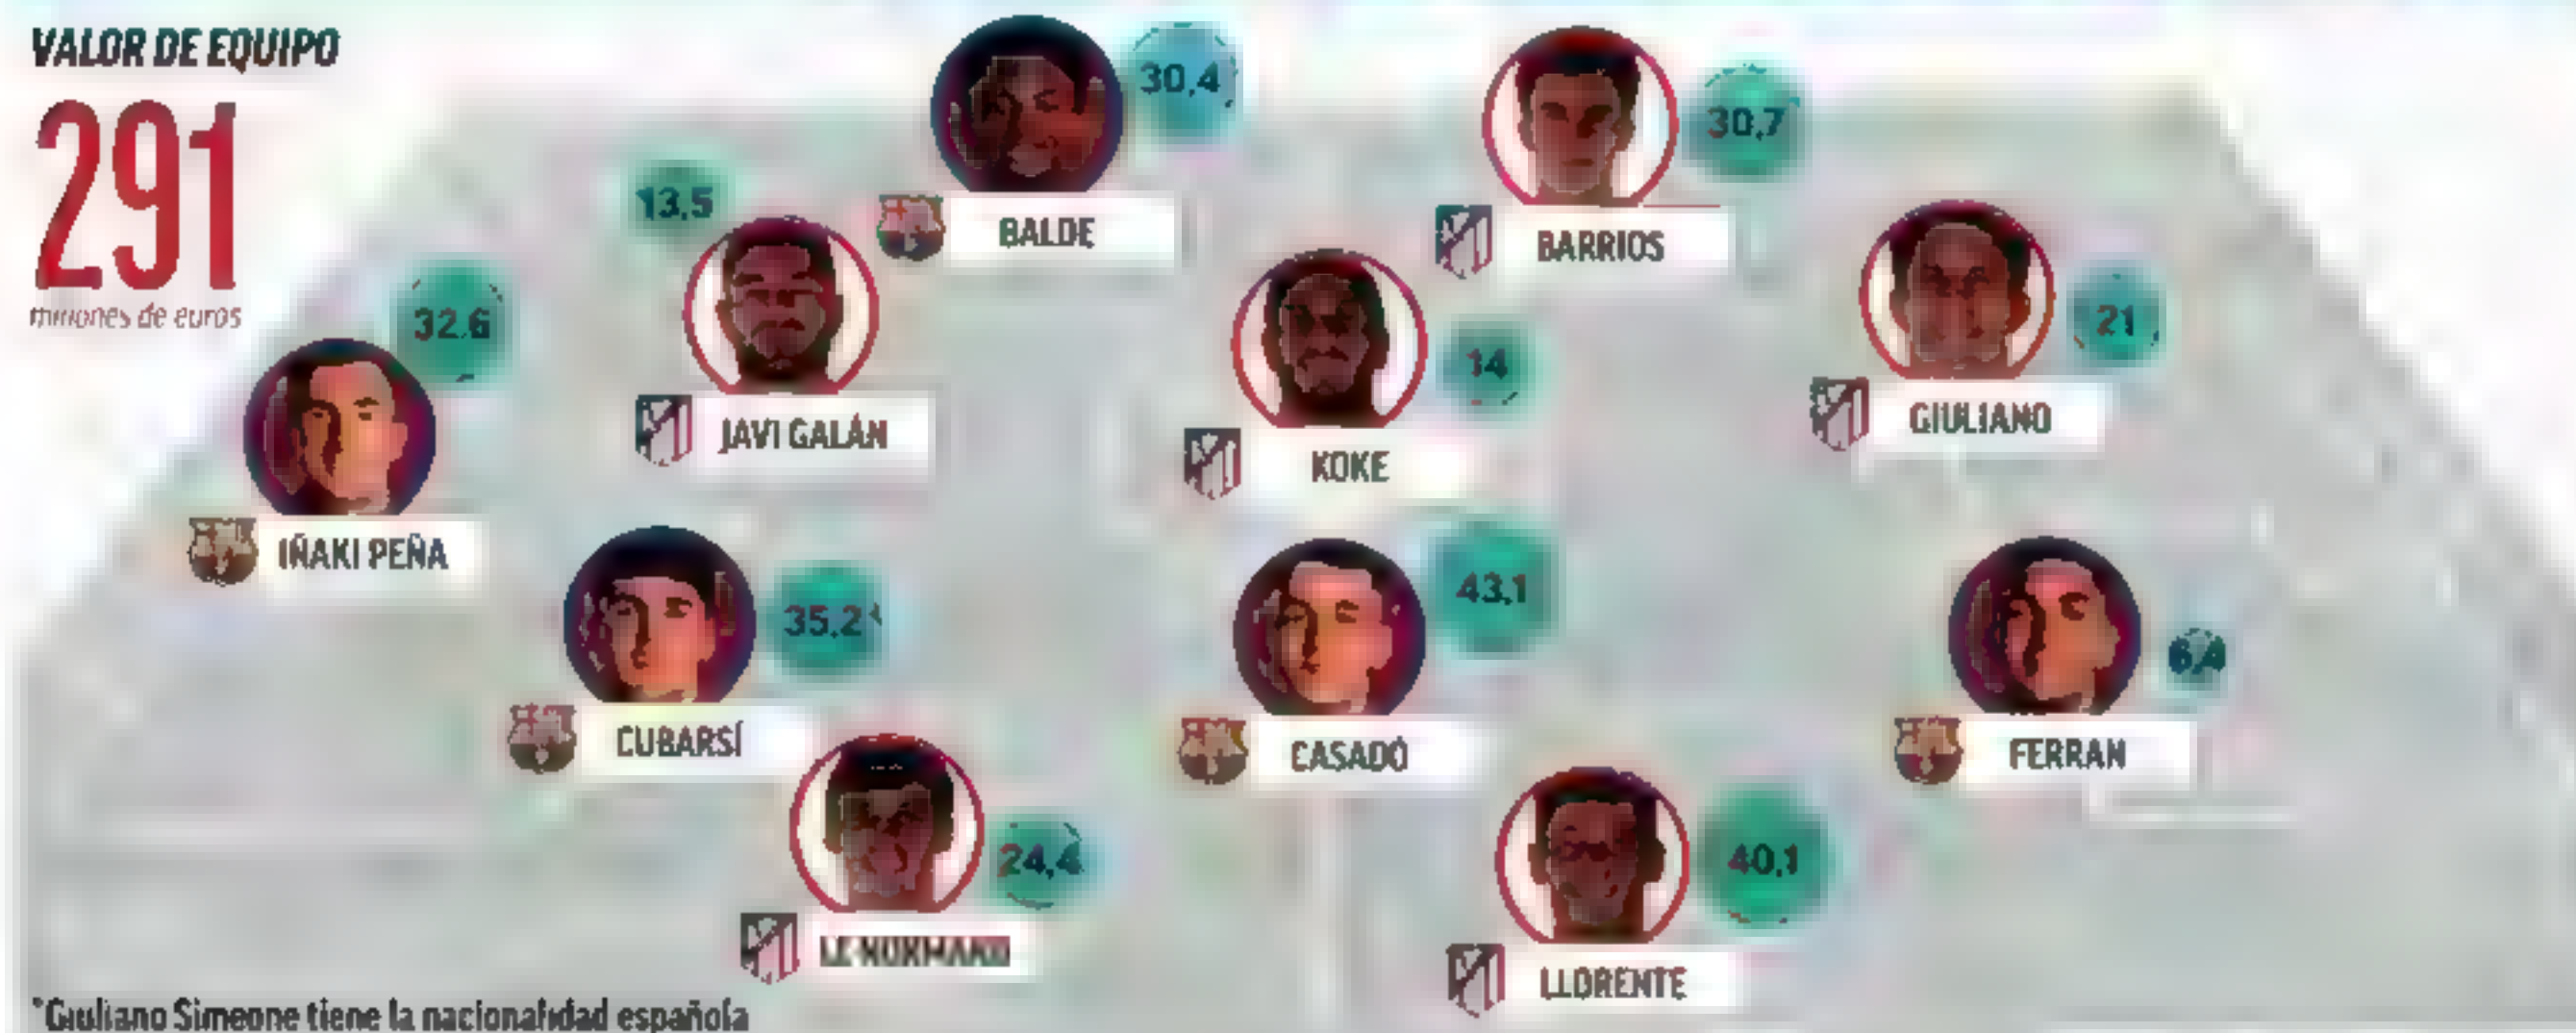 VALOR DE EQUIPO
291
millones de euros
30,4
BALDE
30,7
BARRIOS
13,5
JAVI GALÁN
32,6
IÑAKI PEÑA
14
KOKE
21
GIULIANO
35,2
CUBARSÍ
43,1
CASADÓ
6,4
FERRAN
24,4
LE NORMAND
40,1
LLORENTE
*Giuliano Simeone tiene la nacionalidad española